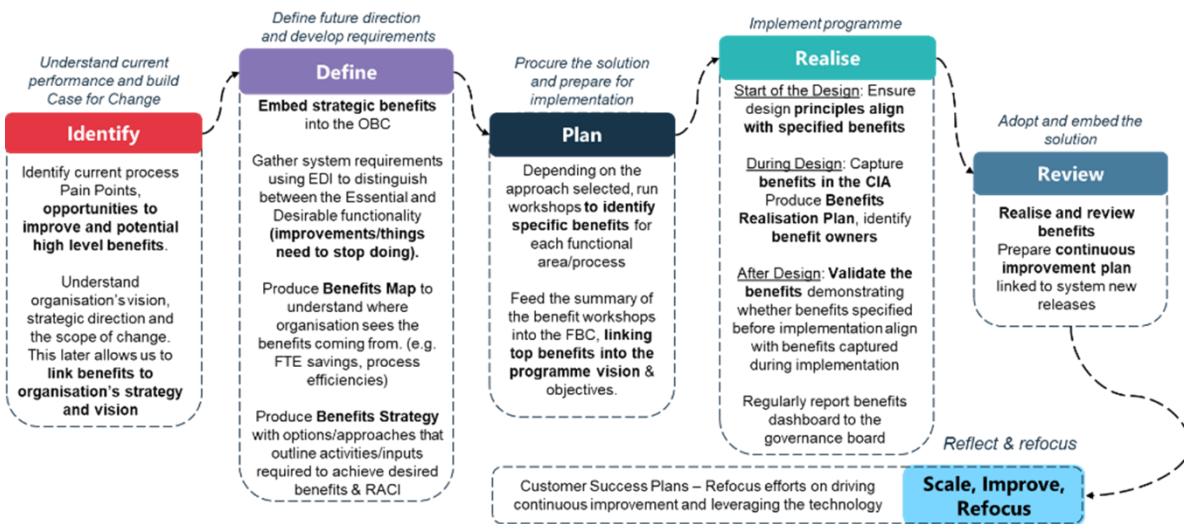 Understand current
performance and build
Case for Change
Identify
Identify current process
Pain Points,
opportunities to
improve and potential
high level benefits.
Understand
organisation's vision,
strategic direction and
the scope of change.
This later allows us to
link benefits to
organisation's strategy
and vision
Define future direction
and develop requirements
Define
Embed strategic benefits
into the OBC
Gather system requirements
using EDI to distinguish
between the Essential and
Desirable functionality
(improvements/things
need to stop doing).
Produce Benefits Map to
understand where
organisation sees the
benefits coming from. (e.g.
FTE savings, process
efficiencies)
Produce Benefits Strategy
with options/approaches that
outline activities/inputs
required to achieve desired
benefits & RACI
Procure the solution
and prepare for
implementation
Plan
Depending on the
approach selected, run
workshops to identify
specific benefits for
each functional
area/process
Feed the summary of
the benefit workshops
into the FBC, linking
top benefits into the
programme vision &
objectives.
Implement programme
Realise
Start of the Design: Ensure
design principles align
with specified benefits
During Design: Capture
benefits in the CIA
Produce Benefits
Realisation Plan, identify
benefit owners
After Design: Validate the
benefits demonstrating
whether benefits specified
before implementation align
with benefits captured
during implementation
Regularly report benefits
dashboard to the
governance board
Adopt and embed the
solution
Review
Realise and review
benefits
Prepare continuous
improvement plan
linked to system new
releases
Reflect & refocus
Scale, Improve,
Refocus
Customer Success Plans – Refocus efforts on driving
continuous improvement and leveraging the technology